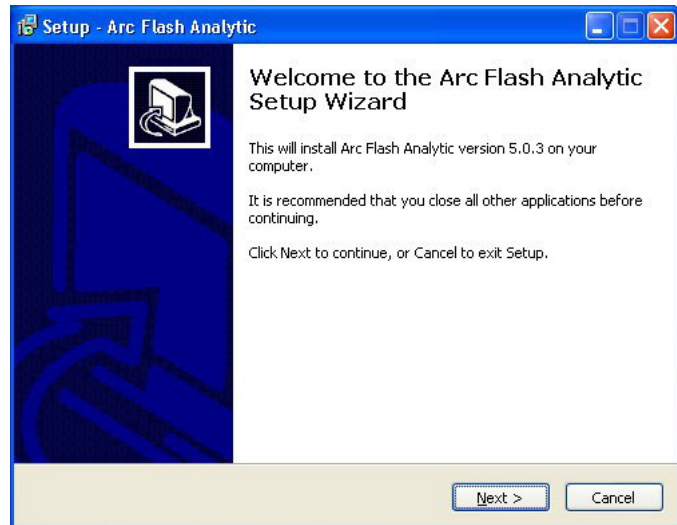 Setup - Arc Flash Analytic
Welcome to the Arc Flash Analytic
Setup Wizard
This will install Arc Flash Analytic version 5.0.3 on your
computer.
It is recommended that you close all other applications before
continuing.
Click Next to continue, or Cancel to exit Setup.
Next >
Cancel